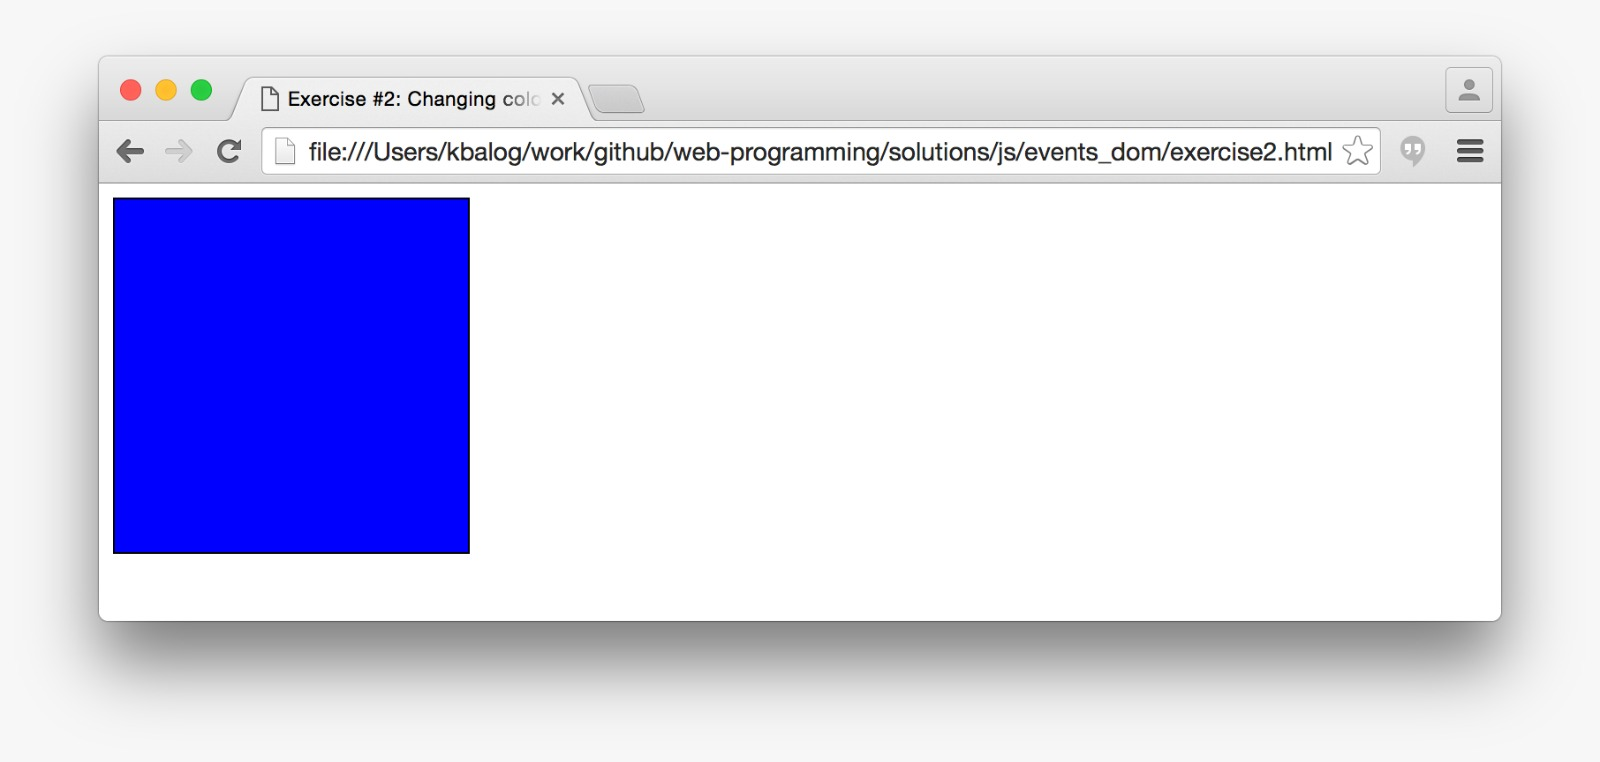 Exercise #2: Changing colo
file:///Users/kbalog/work/github/web-programming/solutions/js/events_dom/exercise2.html